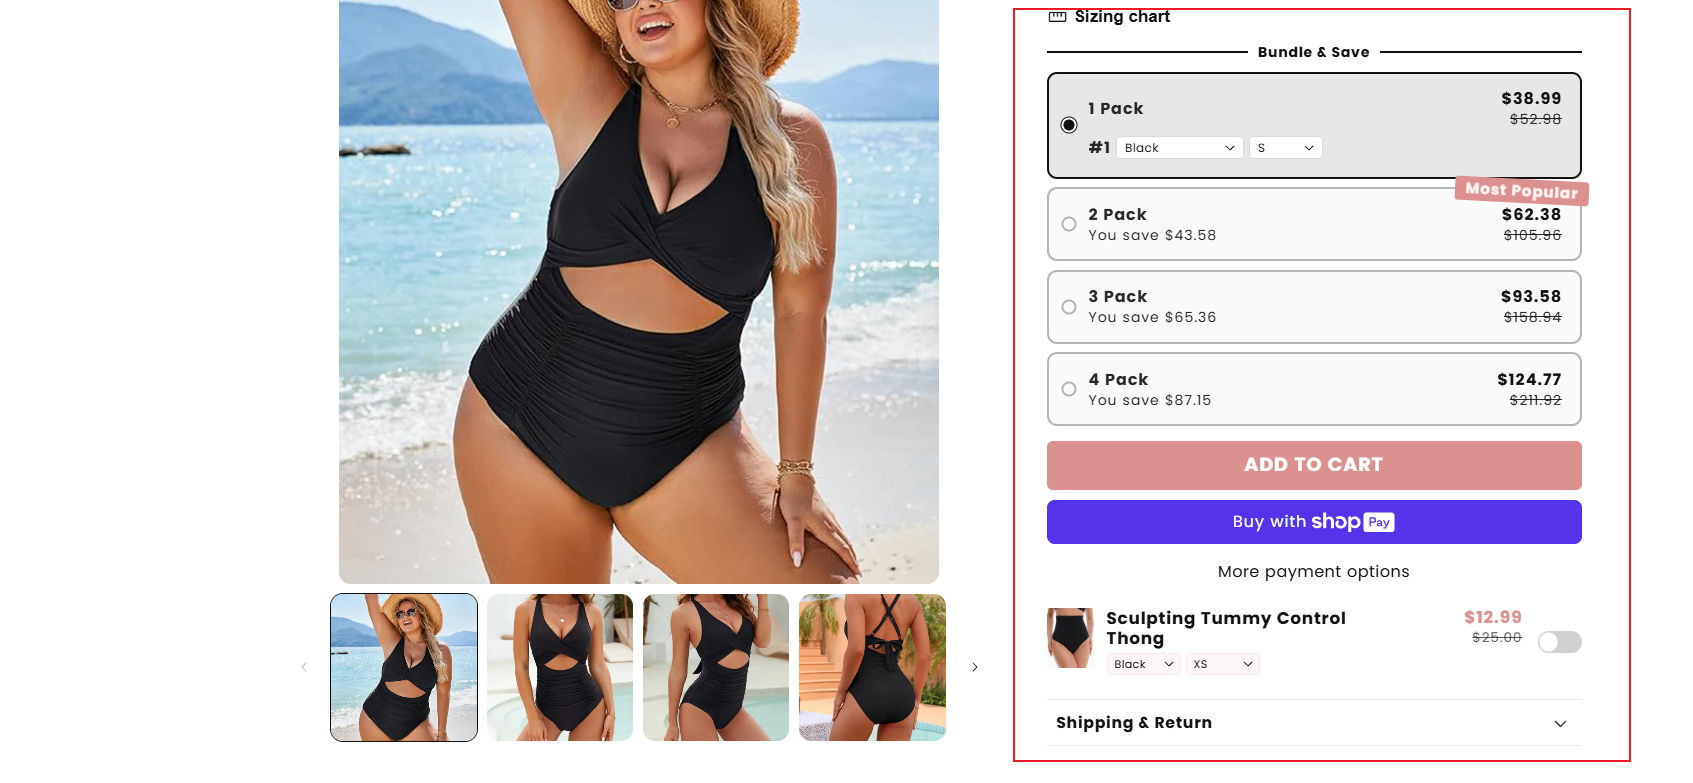 Sizing chart
Bundle & Save
1 Pack
$38.99
$52.98
#1 Black S
Most Popular
2 Pack
$62.38
You save $43.58
$105.96
3 Pack
$93.58
You save $65.36
$158.94
4 Pack
$124.77
You save $87.15
$211.92
ADD TO CART
Buy with shop Pay
More payment options
Sculpting Tummy Control
Thong
$12.99
$25.00
Black XS
Shipping & Return